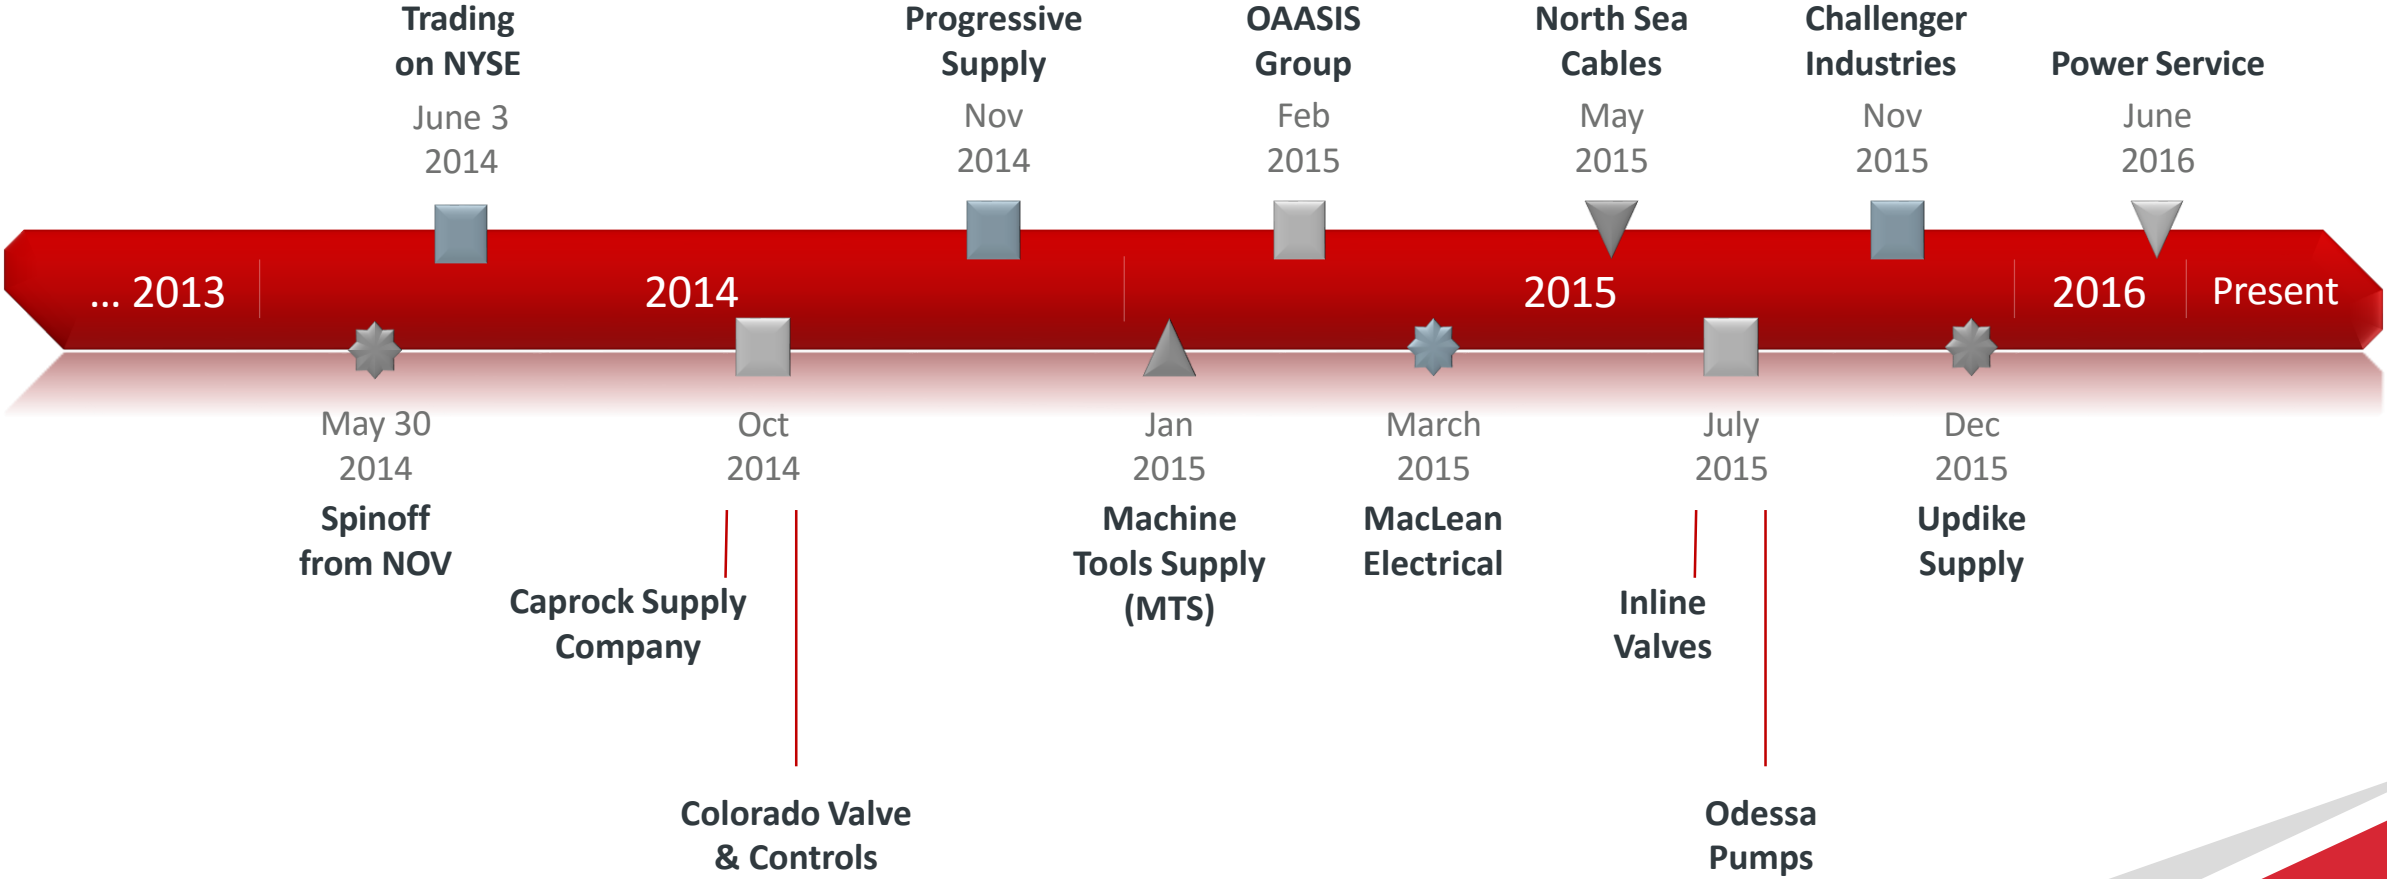 Trading
on NYSE
June 3
2014
Progressive
Supply
Nov
2014
OAASIS
Group
Feb
2015
North Sea
Cables
May
2015
Challenger
Industries
Nov
2015
Power Service
June
2016
... 2013
2014
2015
2016
Present
May 30
2014
Spinoff
from NOV
Oct
2014
Caprock Supply
Company
Colorado Valve
& Controls
Jan
2015
Machine
Tools Supply
(MTS)
March
2015
MacLean
Electrical
July
2015
Inline
Valves
Odessa
Pumps
Dec
2015
Updike
Supply